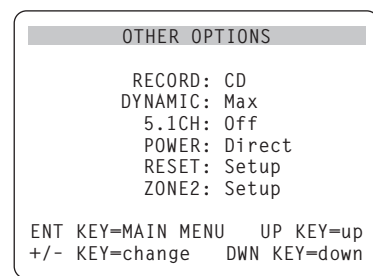 OTHER OPTIONS
RECORD: CD
DYNAMIC: Max
5.1CH: Off
POWER: Direct
RESET: Setup
ZONE2: Setup
ENT KEY=MAIN MENU UP KEY=up
+/- KEY=change DWN KEY=down